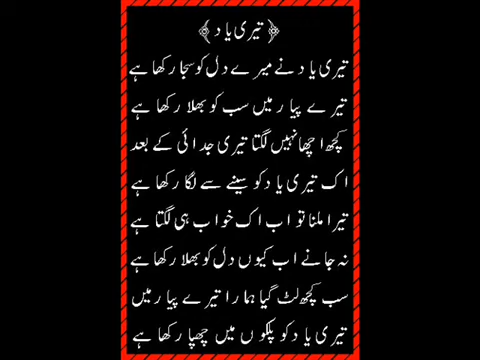 ﴿ تیری یاد ﴾
تیری یاد نے میرے دل کو سجا رکھا ہے
تیرے پیار میں سب کو بھلا رکھا ہے
کچھ اچھا نہیں لگتا تیری جدائی کے بعد
اک تیری یاد کو سینے سے لگا رکھا ہے
تیرا ملنا تو اب اک خواب ہی لگتا ہے
نہ جانے اب کیوں دل کو بھلا رکھا ہے
سب کچھ لٹ گیا ہمارا تیرے پیار میں
تیری یاد کو پلکوں میں چھپا رکھا ہے